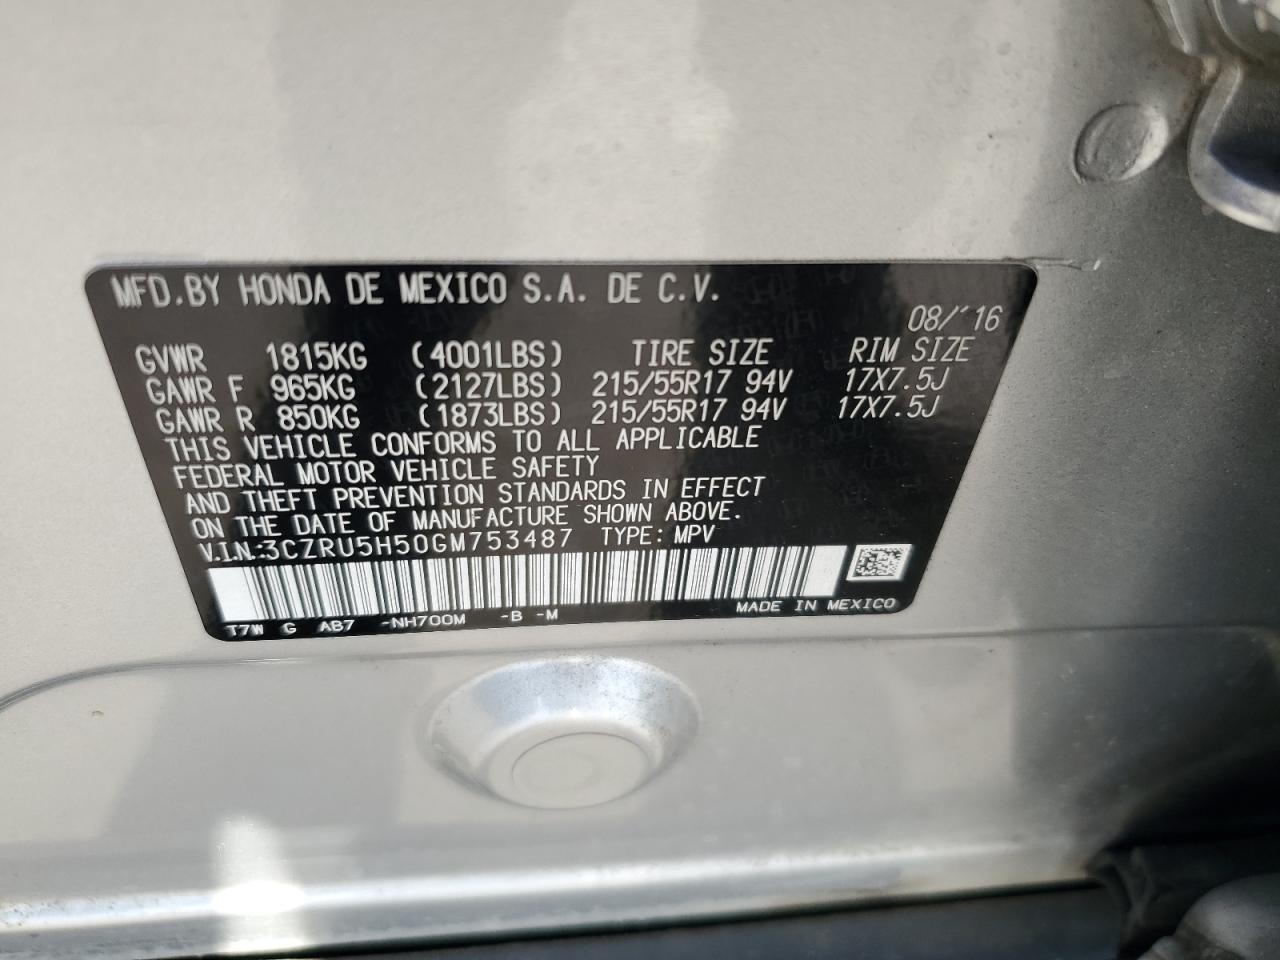 MFD.BY HONDA DE MEXICO S.A. DE C.V.
08/'16
GVWR 1815KG (4001LBS) TIRE SIZE RIM SIZE
GAWR F 965KG (2127LBS) 215/55R17 94V 17X7.5J
GAWR R 850KG (1873LBS) 215/55R17 94V 17X7.5J
THIS VEHICLE CONFORMS TO ALL APPLICABLE
FEDERAL MOTOR VEHICLE SAFETY
AND THEFT PREVENTION STANDARDS IN EFFECT
ON THE DATE OF MANUFACTURE SHOWN ABOVE.
V.I.N.:3CZRU5H50GM753487 TYPE: MPV
MADE IN MEXICO
T7W G AB7 -NH700M -B -M